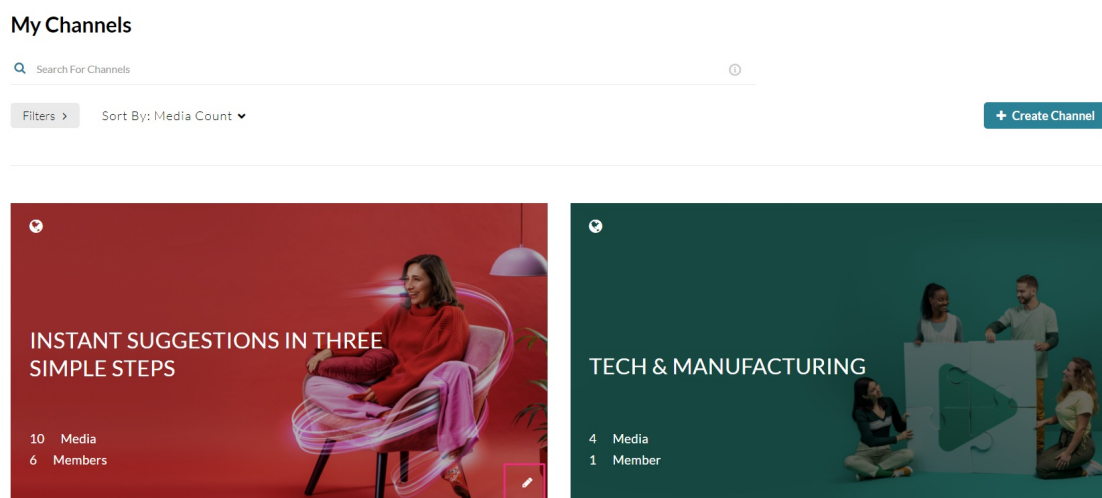 My Channels
Search For Channels
Filters >
Sort By: Media Count
+ Create Channel
INSTANT SUGGESTIONS IN THREE
SIMPLE STEPS
10 Media
6 Members
TECH & MANUFACTURING
4 Media
1 Member